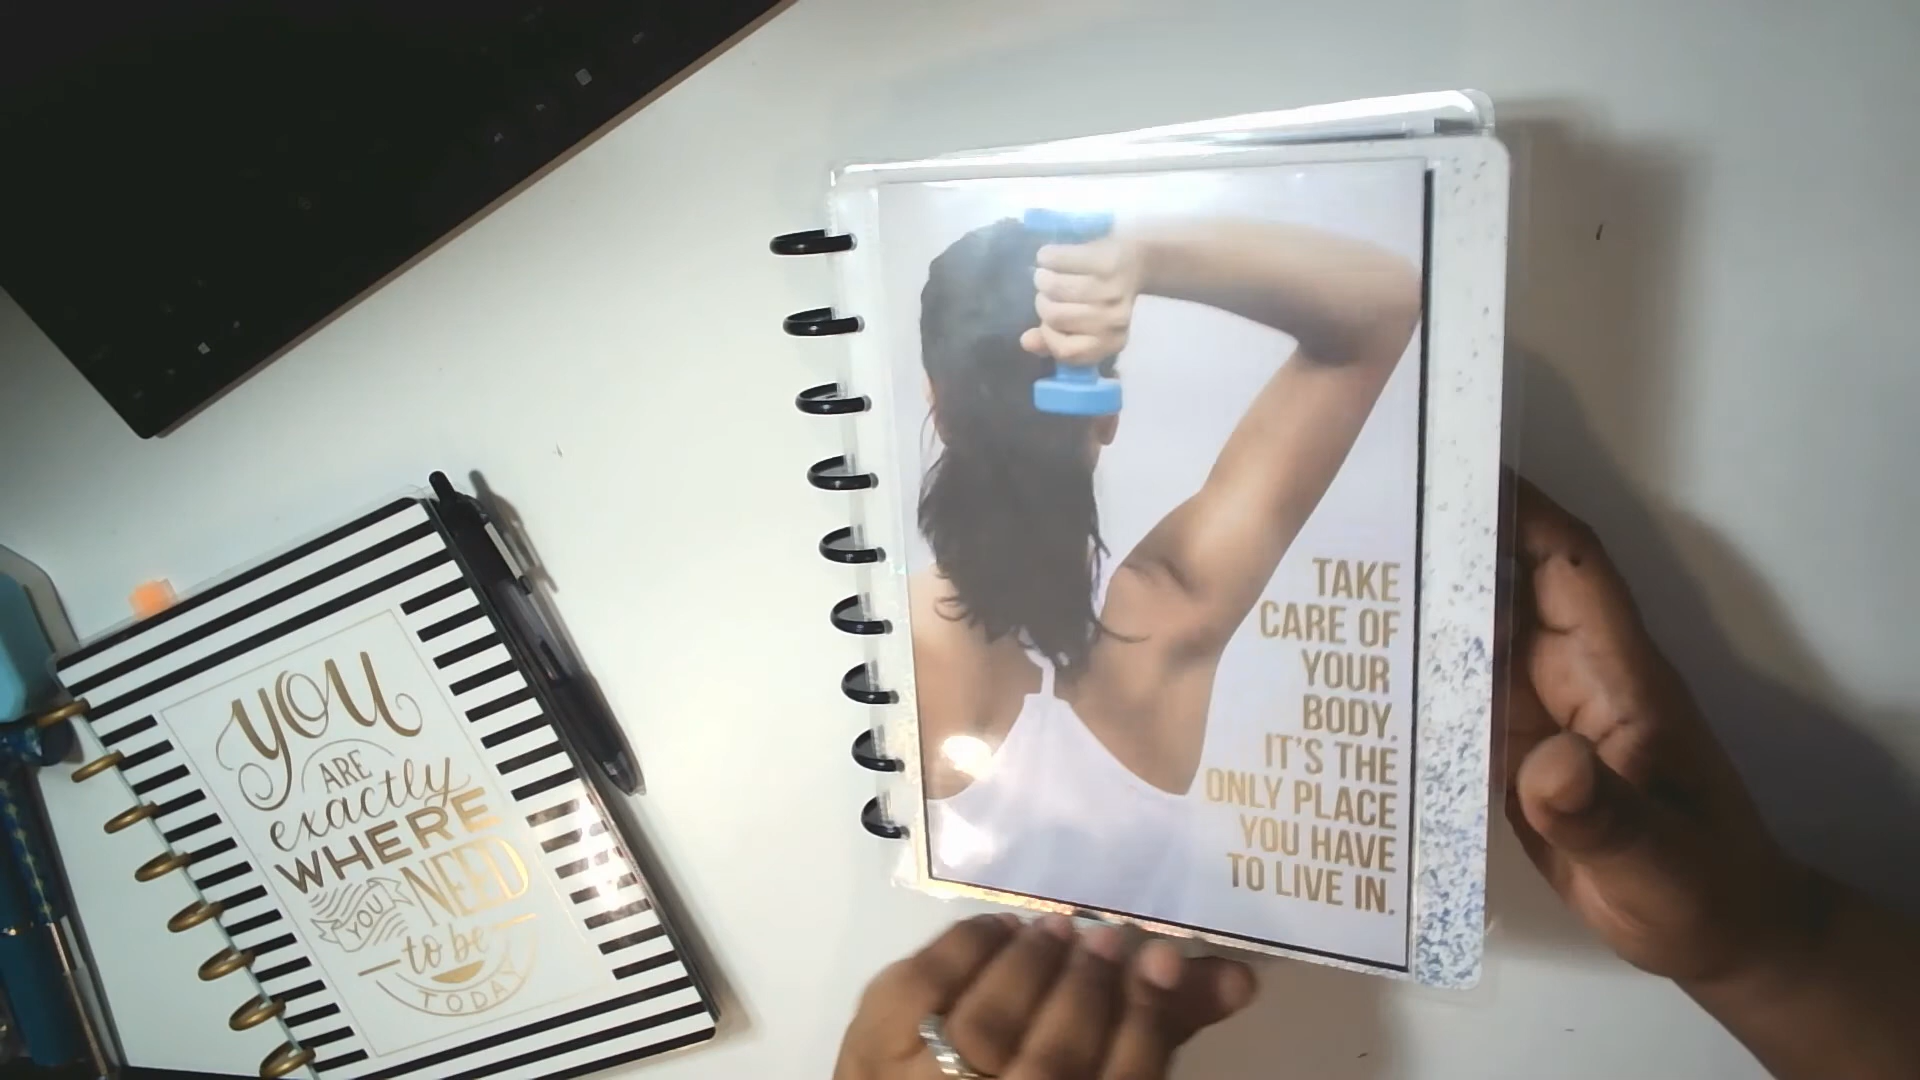 YOU
ARE
exactly
WHERE
YOU NEED
to be
TODAY
TAKE
CARE OF
YOUR
BODY.
IT'S THE
ONLY PLACE
YOU HAVE
TO LIVE IN.